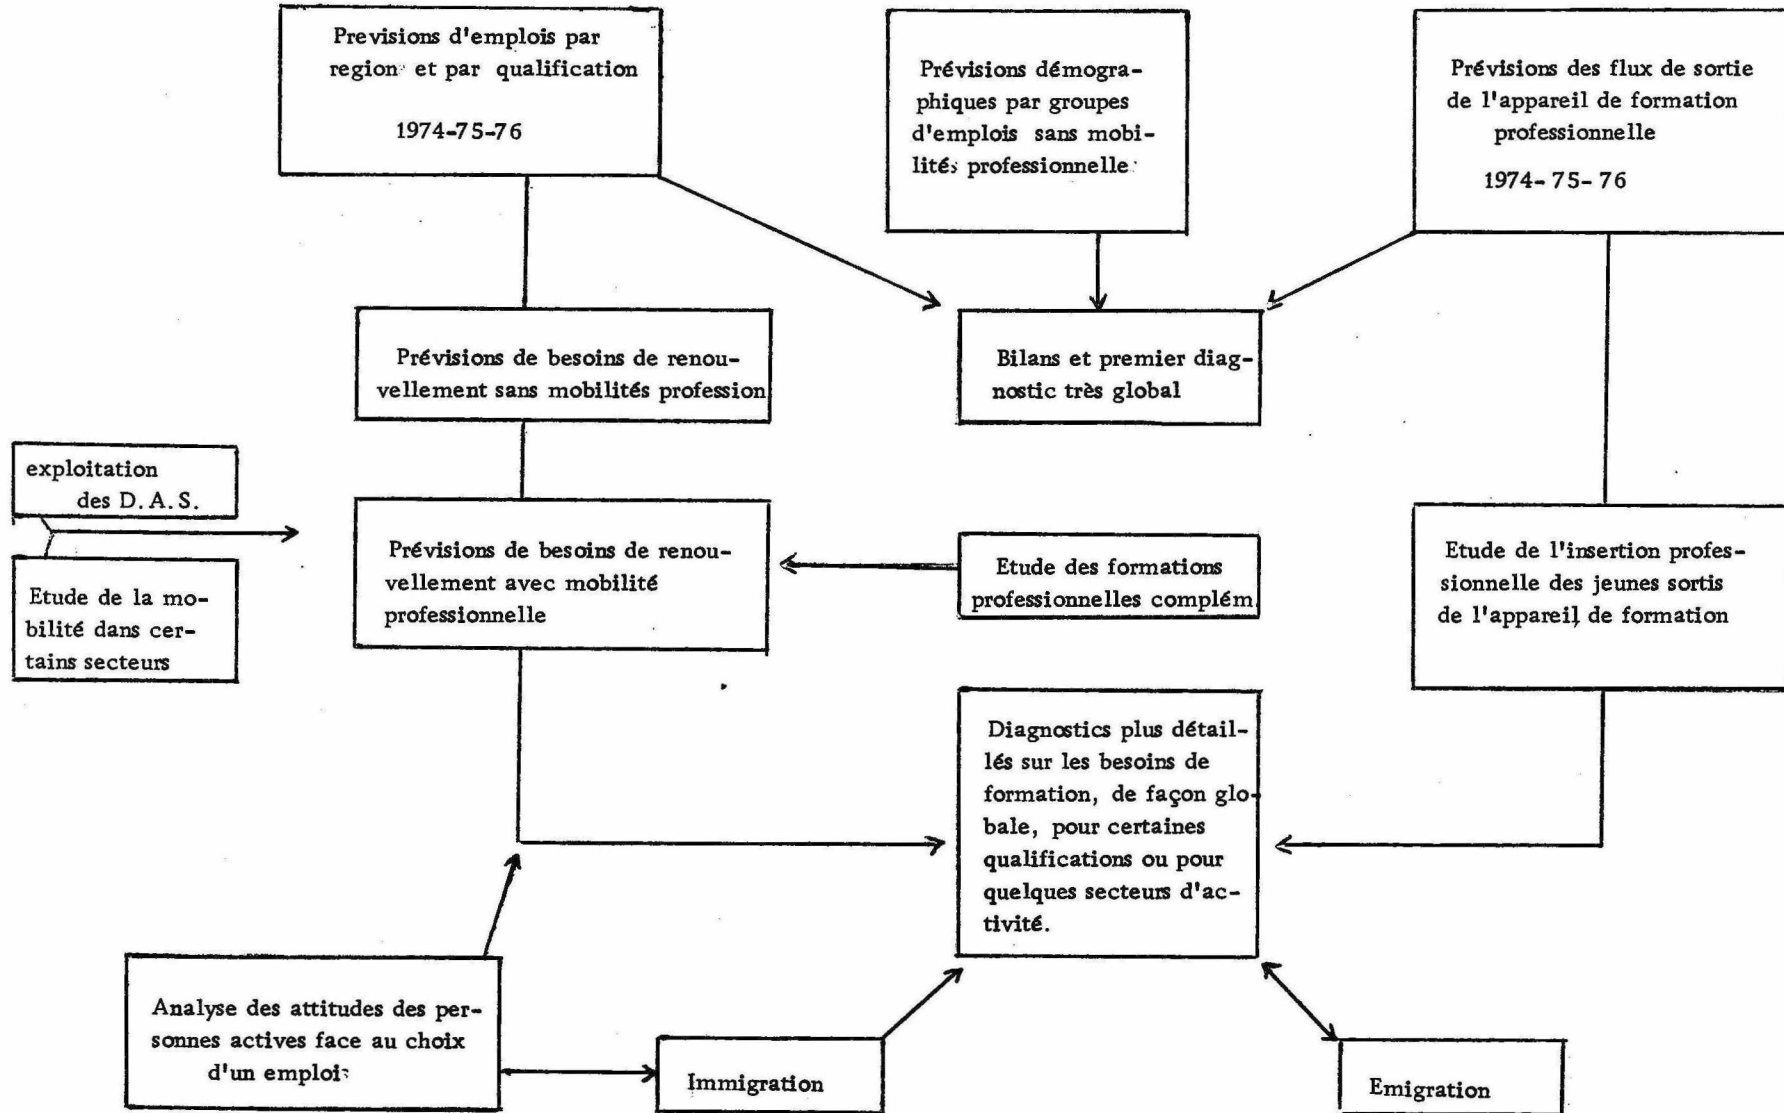 Previsions d'emplois par
region et par qualification
1974-75-76
Prévisions démogra-
phiques par groupes
d'emplois sans mobi-
lités professionnelle
Prévisions des flux de sortie
de l'appareil de formation
professionnelle
1974-75-76
Prévisions de besoins de renou-
vellement sans mobilités profession
Bilans et premier diag-
nostic très global
exploitation
des D.A.S.
Etude de la mo-
bilité dans cer-
tains secteurs
Prévisions de besoins de renou-
vellement avec mobilité
professionnelle
Etude des formations
professionnelles complém.
Etude de l'insertion profes-
sionnelle des jeunes sortis
de l'appareil de formation
Diagnostics plus détail-
lés sur les besoins de
formation, de façon glo-
bale, pour certaines
qualifications ou pour
quelques secteurs d'ac-
tivité.
Analyse des attitudes des per-
sonnes actives face au choix
d'un emploi
Immigration
Emigration